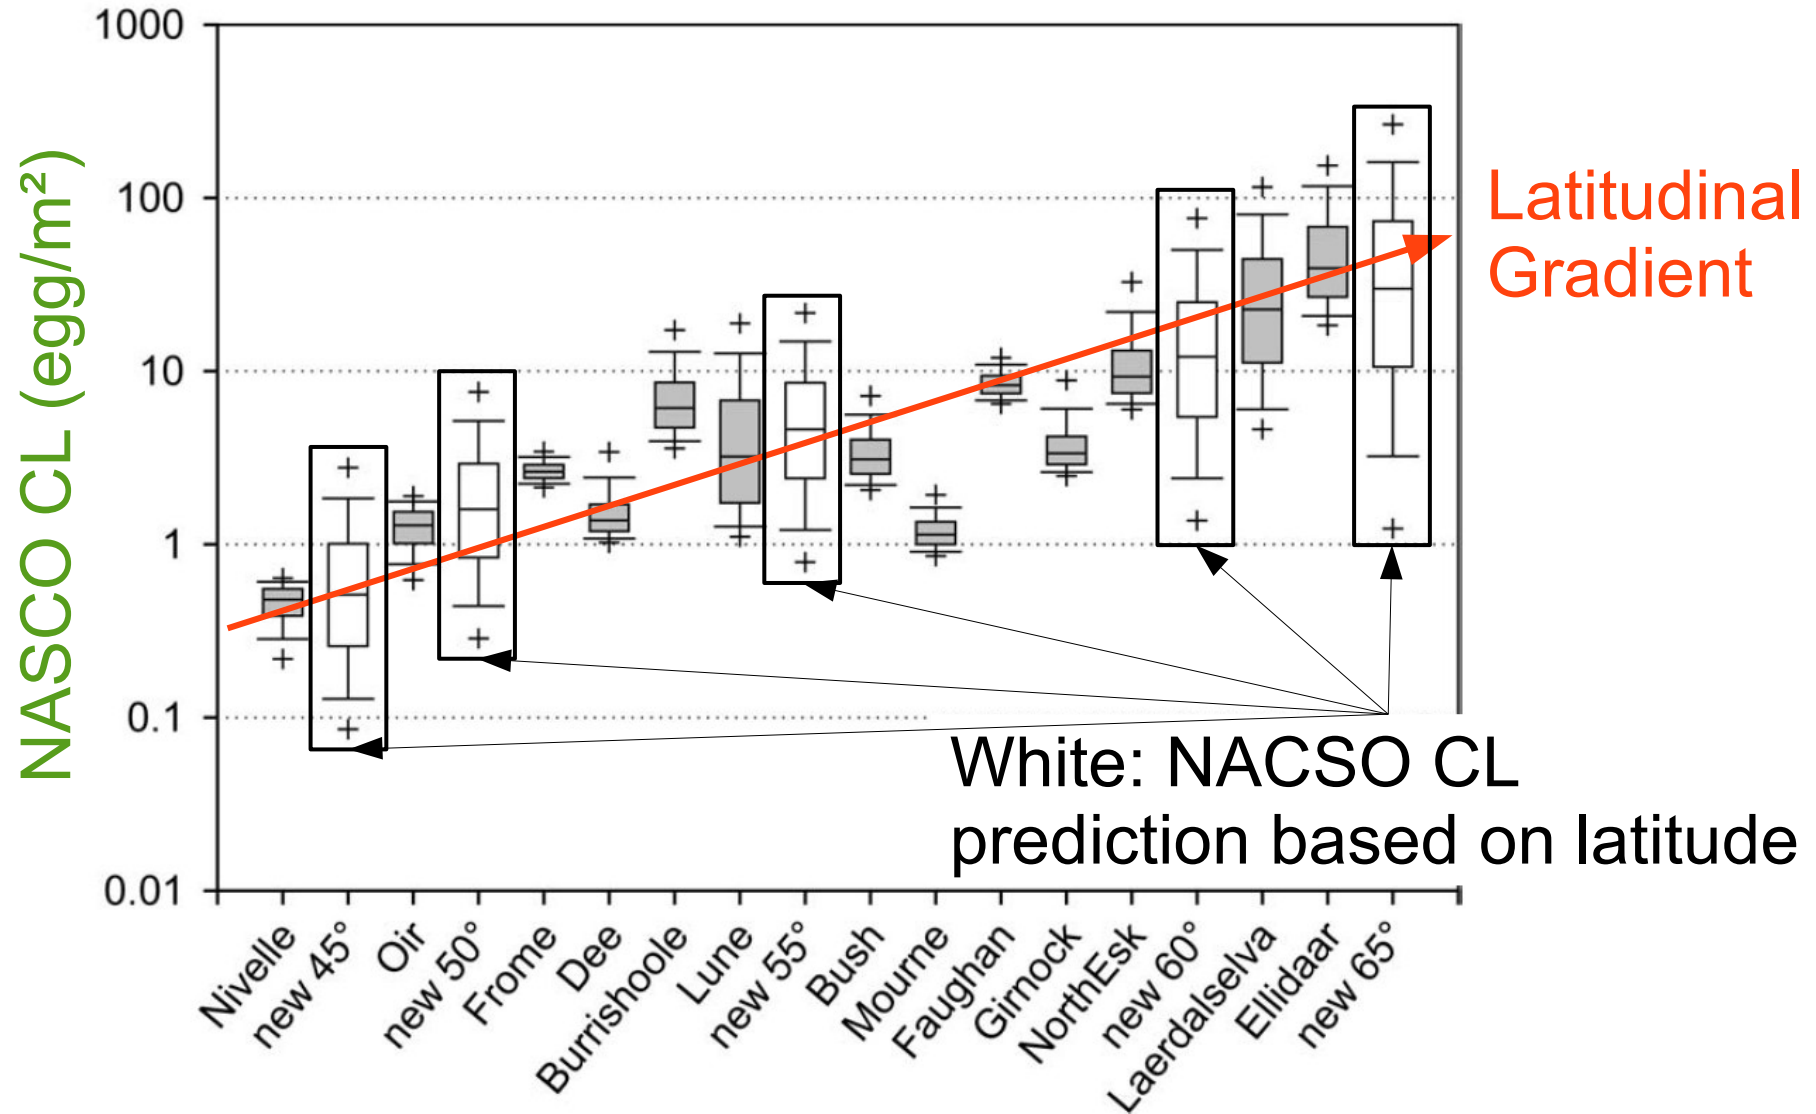 NASCO CL (egg/m²)
1000
100
10
1
0.1
0.01
Latitudinal
Gradient
White: NACSO CL
prediction based on latitude
Nivelle
new 45°
Oir
new 50°
Frome
Dee
Burrishoole
Lune
new 55°
Bush
Mourne
Faughan
Girnock
NorthEsk
new 60°
Laerdalselva
Ellidaar
new 65°